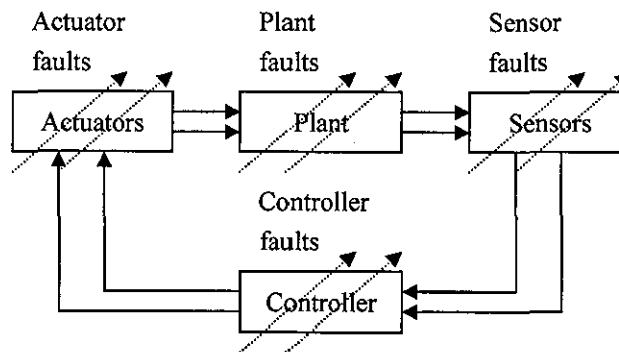 Actuator
faults
Plant
faults
Sensor
faults
Actuators
Plant
Sensors
Controller
faults
Controller